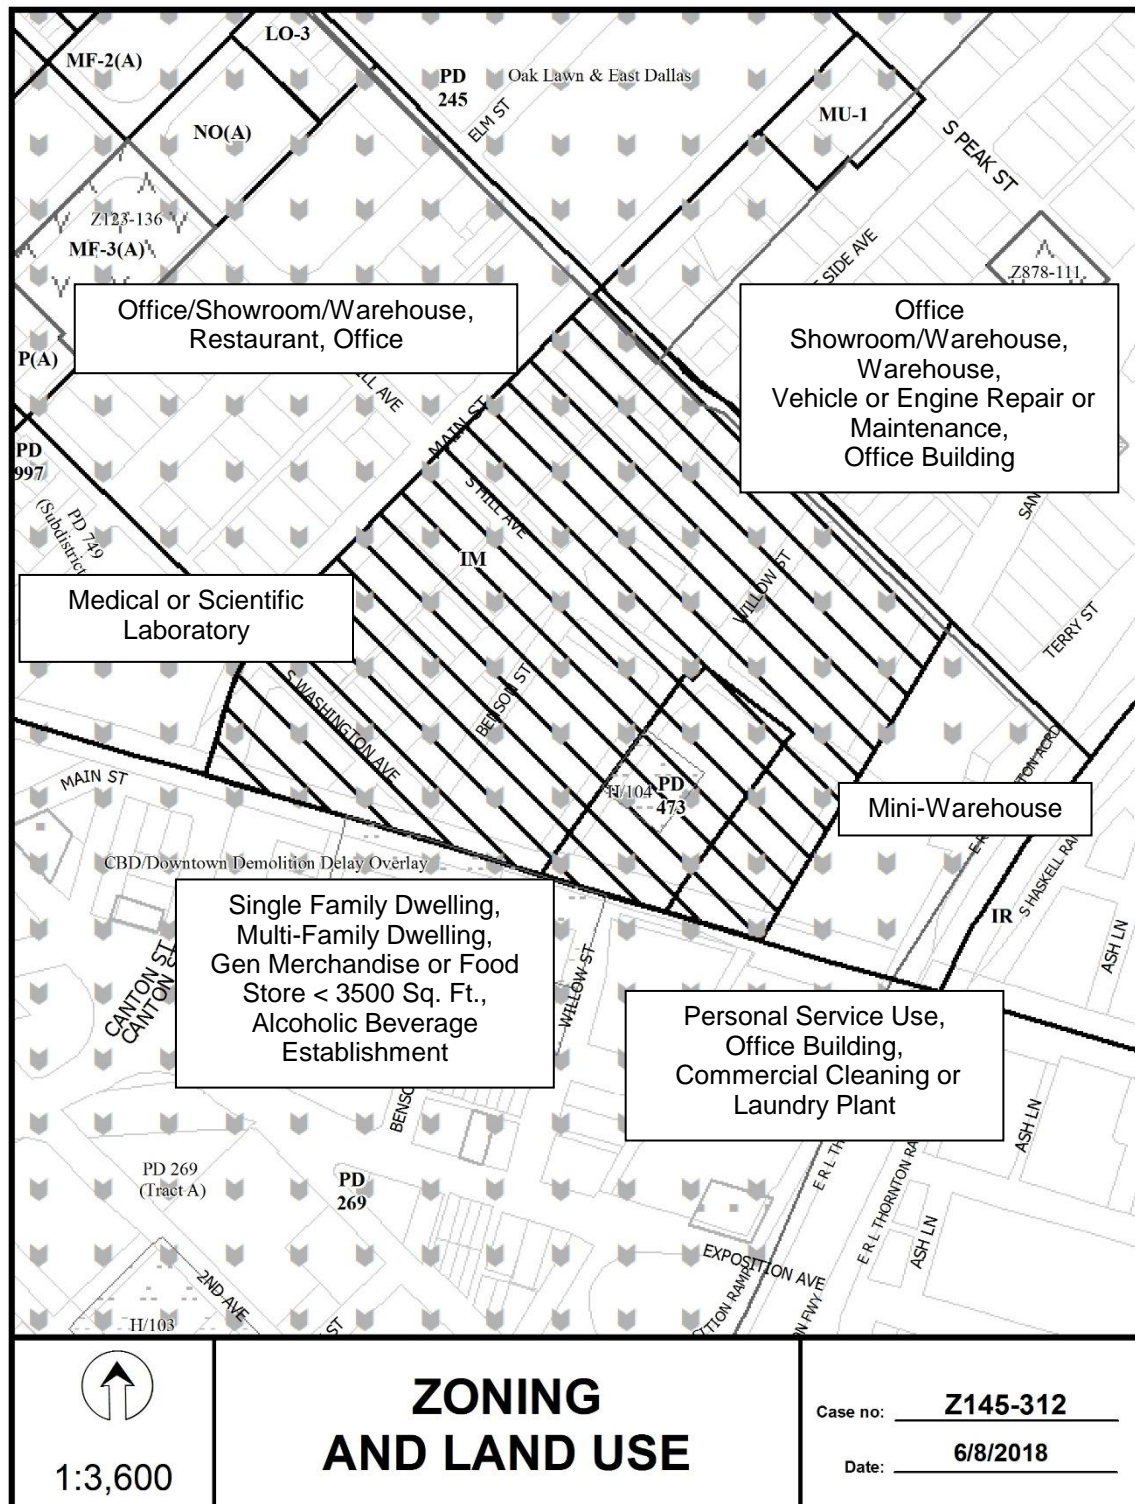 LO-3
MF-2(A)
PD
245
Oak Lawn & East Dallas
ELM ST
MU-1
NO(A)
S PEAK ST
Z123-136
MF-3(A)
SIDE AVE
Z878-111
Office/Showroom/Warehouse,
Restaurant, Office
Office
Showroom/Warehouse,
Warehouse,
Vehicle or Engine Repair or
Maintenance,
Office Building
P(A)
AVE
MAIN ST
PD
997
PD 749
(Subdistrict
S HILL AVE
SAN
IM
WILLOW ST
Medical or Scientific
Laboratory
TERRY ST
S WASHINGTON AVE
BENSON ST
MAIN ST
H/104
PD
473
Mini-Warehouse
S HASKELL
CBD/Downtown Demolition Delay Overlay
Single Family Dwelling,
Multi-Family Dwelling,
Gen Merchandise or Food
Store < 3500 Sq. Ft.,
Alcoholic Beverage
Establishment
IR
ASH LN
CANTON ST
CANTON
WILLOW ST
Personal Service Use,
Office Building,
Commercial Cleaning or
Laundry Plant
ASH LN
PD 269
(Tract A)
PD
269
E R L THORNTON
ASH LN
EXPOSITION AVE
2ND AVE
H/103
ST
RAMP
FWY
1:3,600
ZONING
AND LAND USE
Case no: Z145-312
Date: 6/8/2018